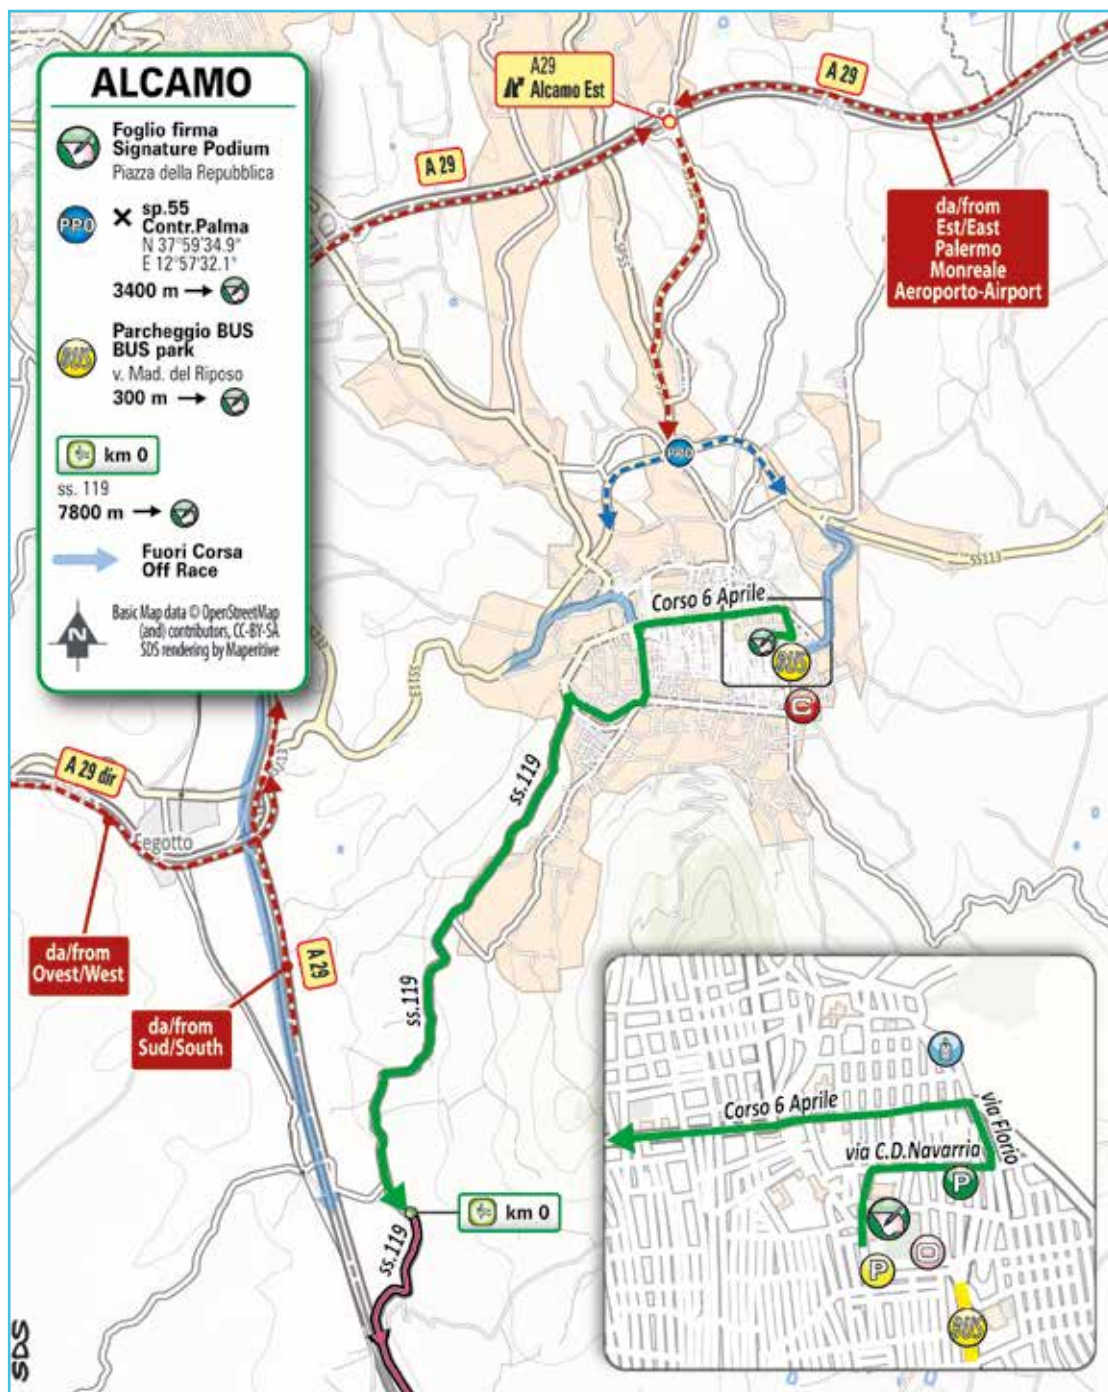 ALCAMO
Foglio firma
Signature Podium
Piazza della Repubblica
PPO
sp.55
Contr.Palma
N 37°59'34.9"
E 12°57'32.1"
3400 m
Parcheggio BUS
BUS park
BUS
v. Mad. del Riposo
300 m
km 0
ss. 119
7800 m
Fuori Corsa
Off Race
N
Basic Map data © OpenStreetMap
(and) contributors, CC-BY-SA
SDS rendering by Maperitive
A29
Alcamo Est
A 29
A 29
da/from
Est/East
Palermo
Monreale
Aeroporto-Airport
SP55
PPO
SS113
Corso 6 Aprile
BUS
SS113
ss.119
A 29 dir
Fegotto
da/from
Ovest/West
A 29
da/from
Sud/South
ss.119
km 0
ss.119
Corso 6 Aprile
via Florio
via C.D.Navarria
P
P
BUS
SDS